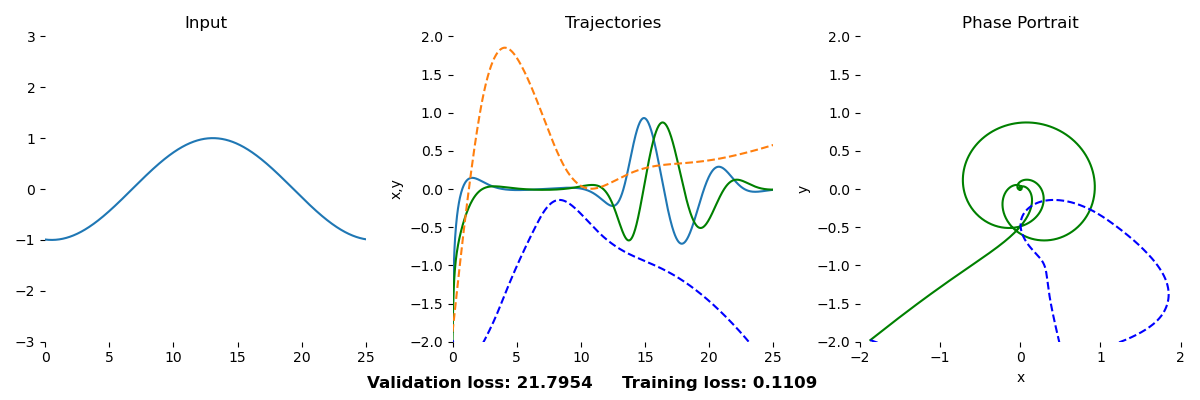 Input
3
2
1
0
−1
−2
−3
0 5 10 15 20 25
Trajectories
x,y
2.0
1.5
1.0
0.5
0.0
−0.5
−1.0
−1.5
−2.0
0 5 10 15 20 25
Phase Portrait
y
2.0
1.5
1.0
0.5
0.0
−0.5
−1.0
−1.5
−2.0
−2 −1 0 1 2
x
Validation loss: 21.7954 Training loss: 0.1109